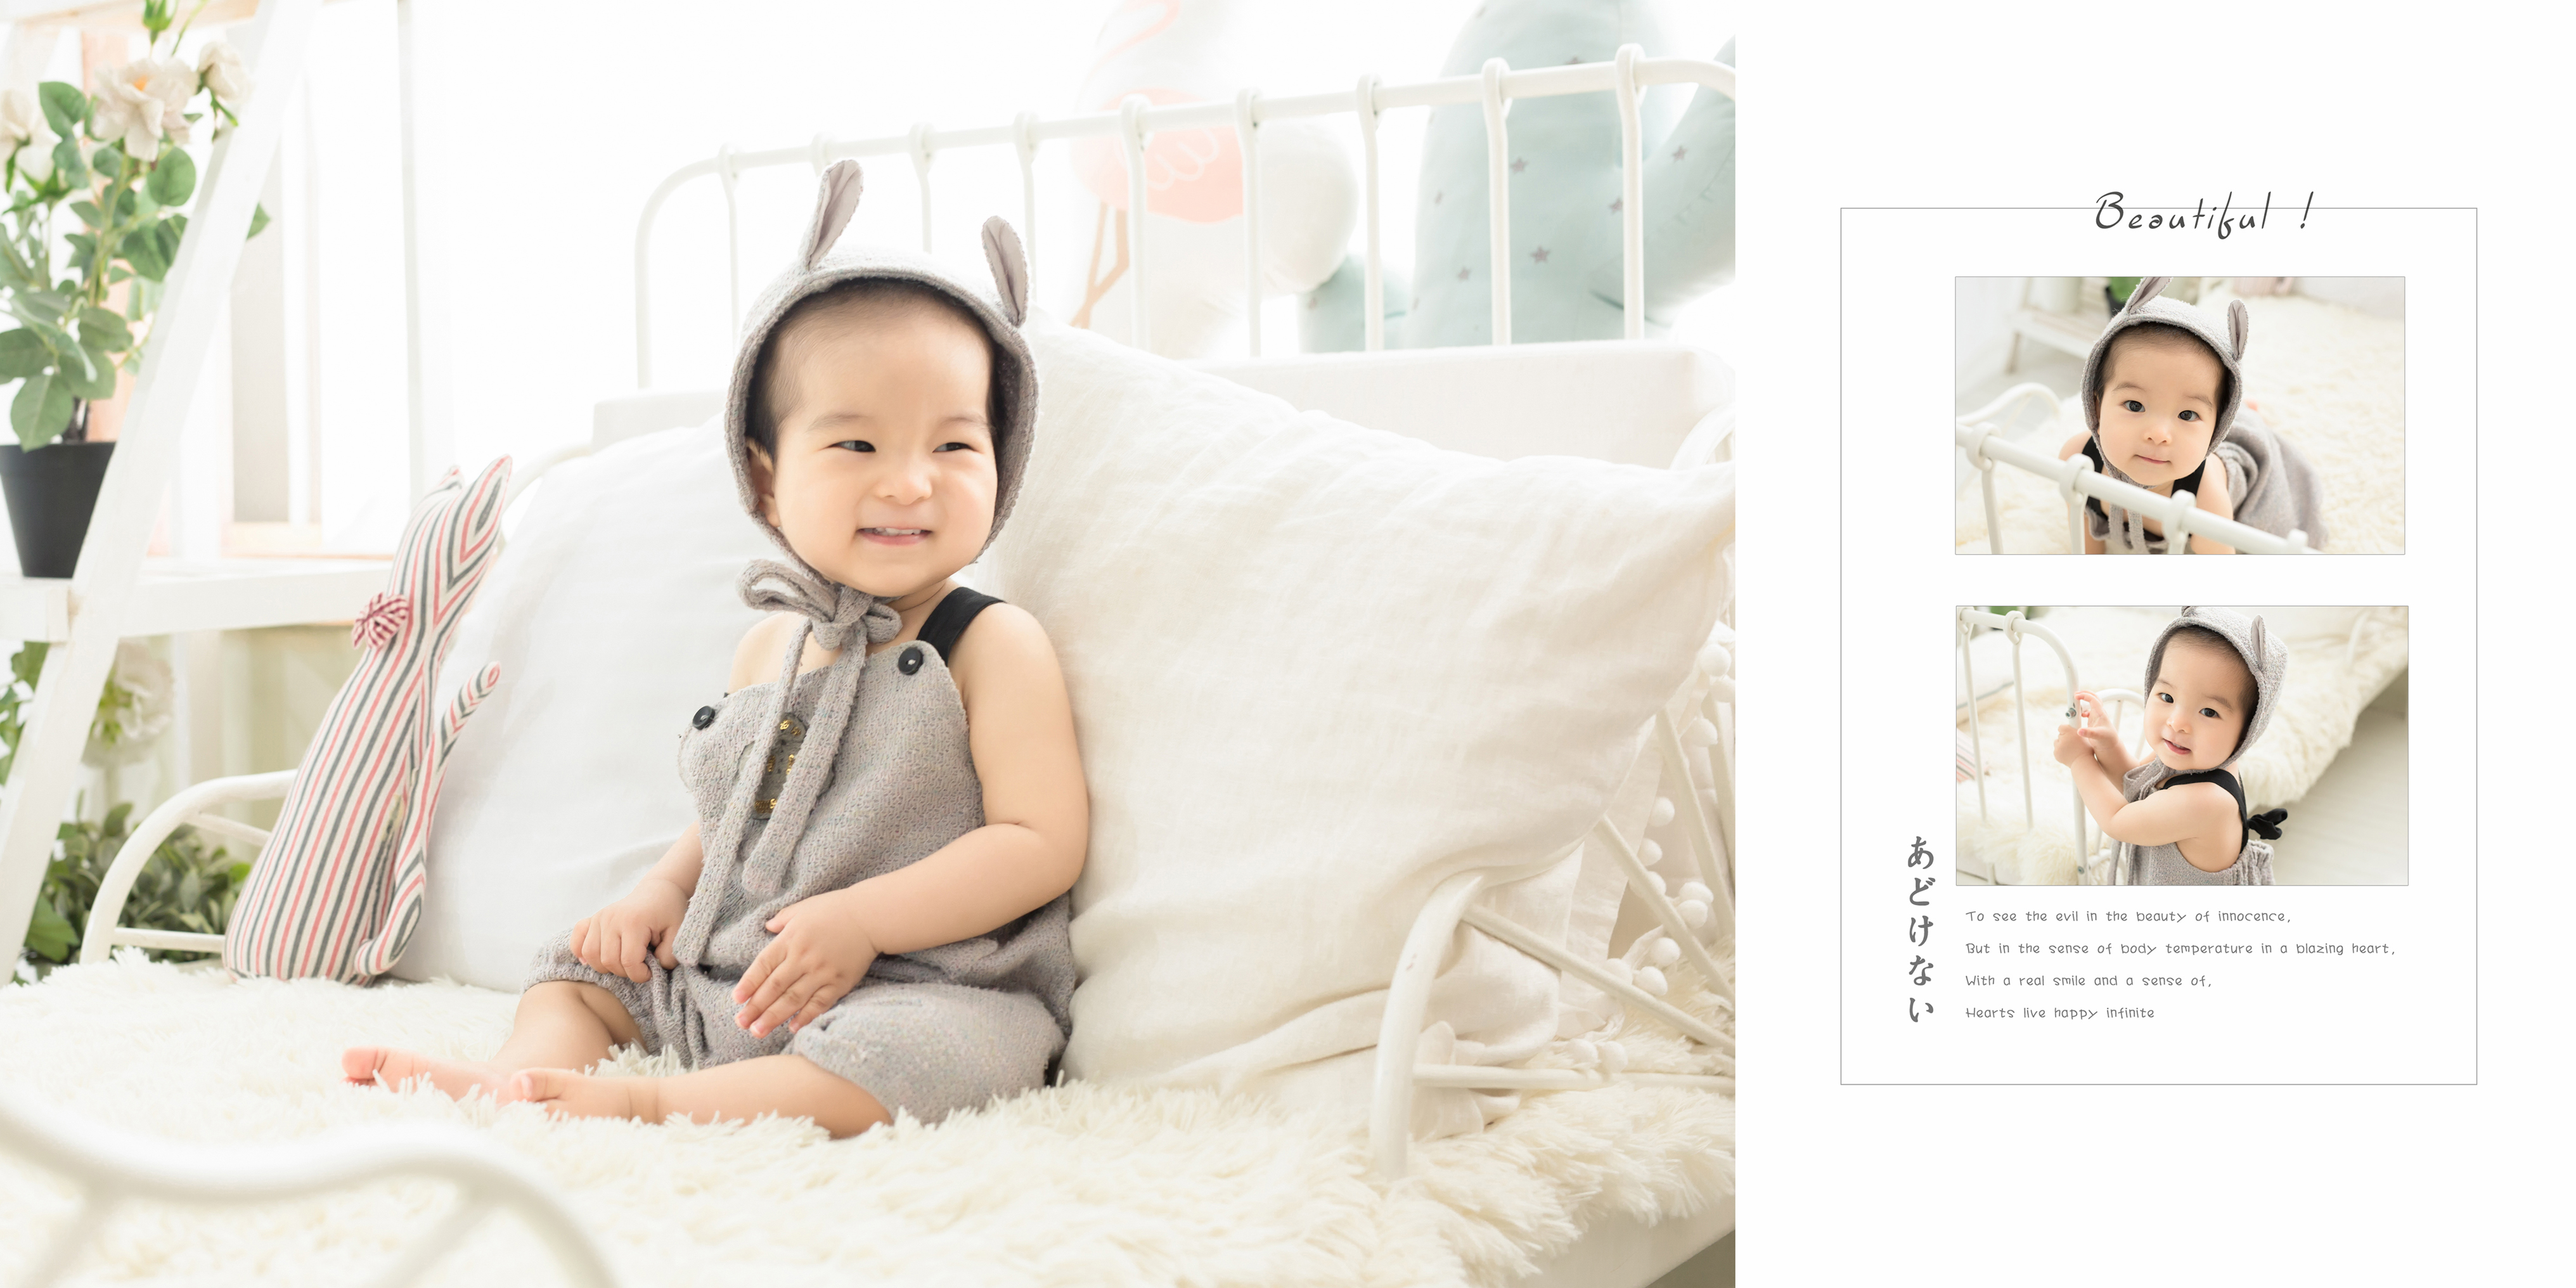 Beautiful !
あどけない
To see the evil in the beauty of innocence,
But in the sense of body temperature in a blazing heart,
With a real smile and a sense of,
Hearts live happy infinite